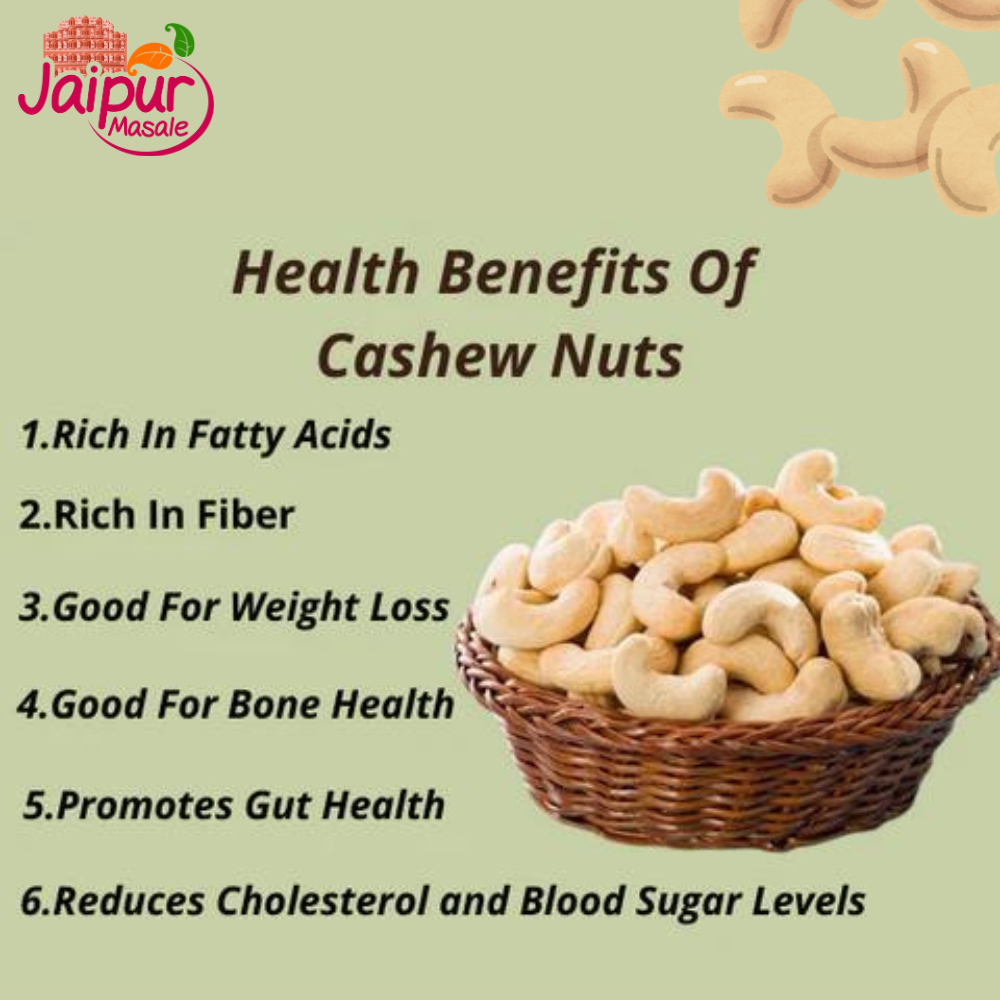 Jaipur
Masale
Health Benefits Of
Cashew Nuts
1.Rich In Fatty Acids
2.Rich In Fiber
3.Good For Weight Loss
4.Good For Bone Health
5.Promotes Gut Health
6.Reduces Cholesterol and Blood Sugar Levels